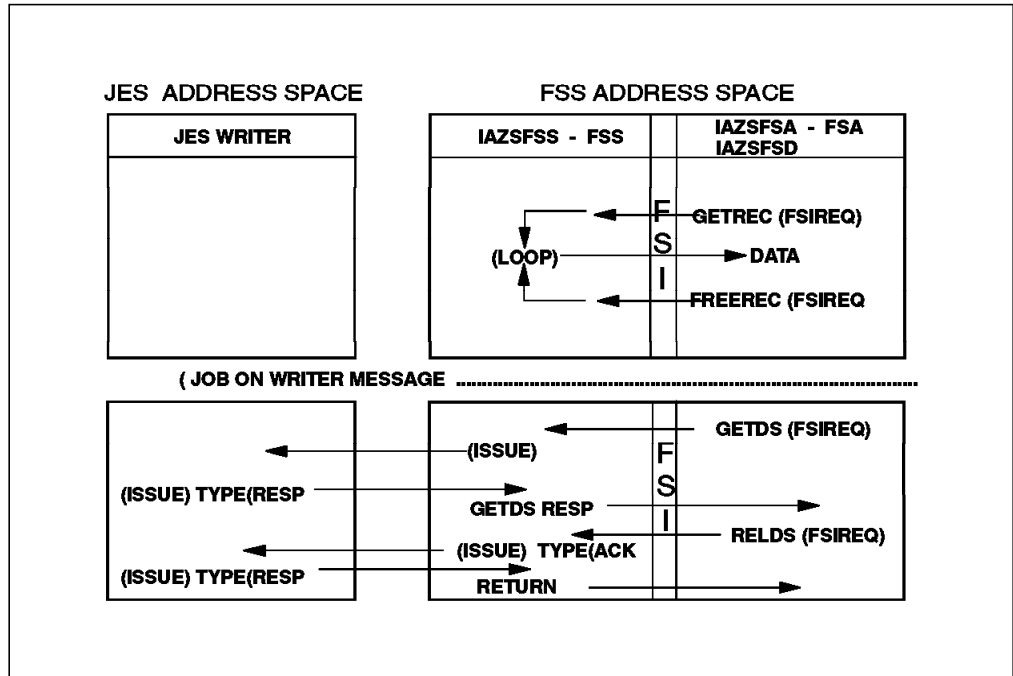 JES ADDRESS SPACE
FSS ADDRESS SPACE
JES WRITER
IAZSFSS - FSS
IAZSFSA - FSA
IAZSFSD
F
S
I
GETREC (FSIREQ)
(LOOP)
DATA
FREEREC (FSIREQ
( JOB ON WRITER MESSAGE ................................................................................
GETDS (FSIREQ)
(ISSUE)
F
S
I
(ISSUE) TYPE(RESP
GETDS RESP
RELDS (FSIREQ)
(ISSUE) TYPE(ACK
(ISSUE) TYPE(RESP
RETURN